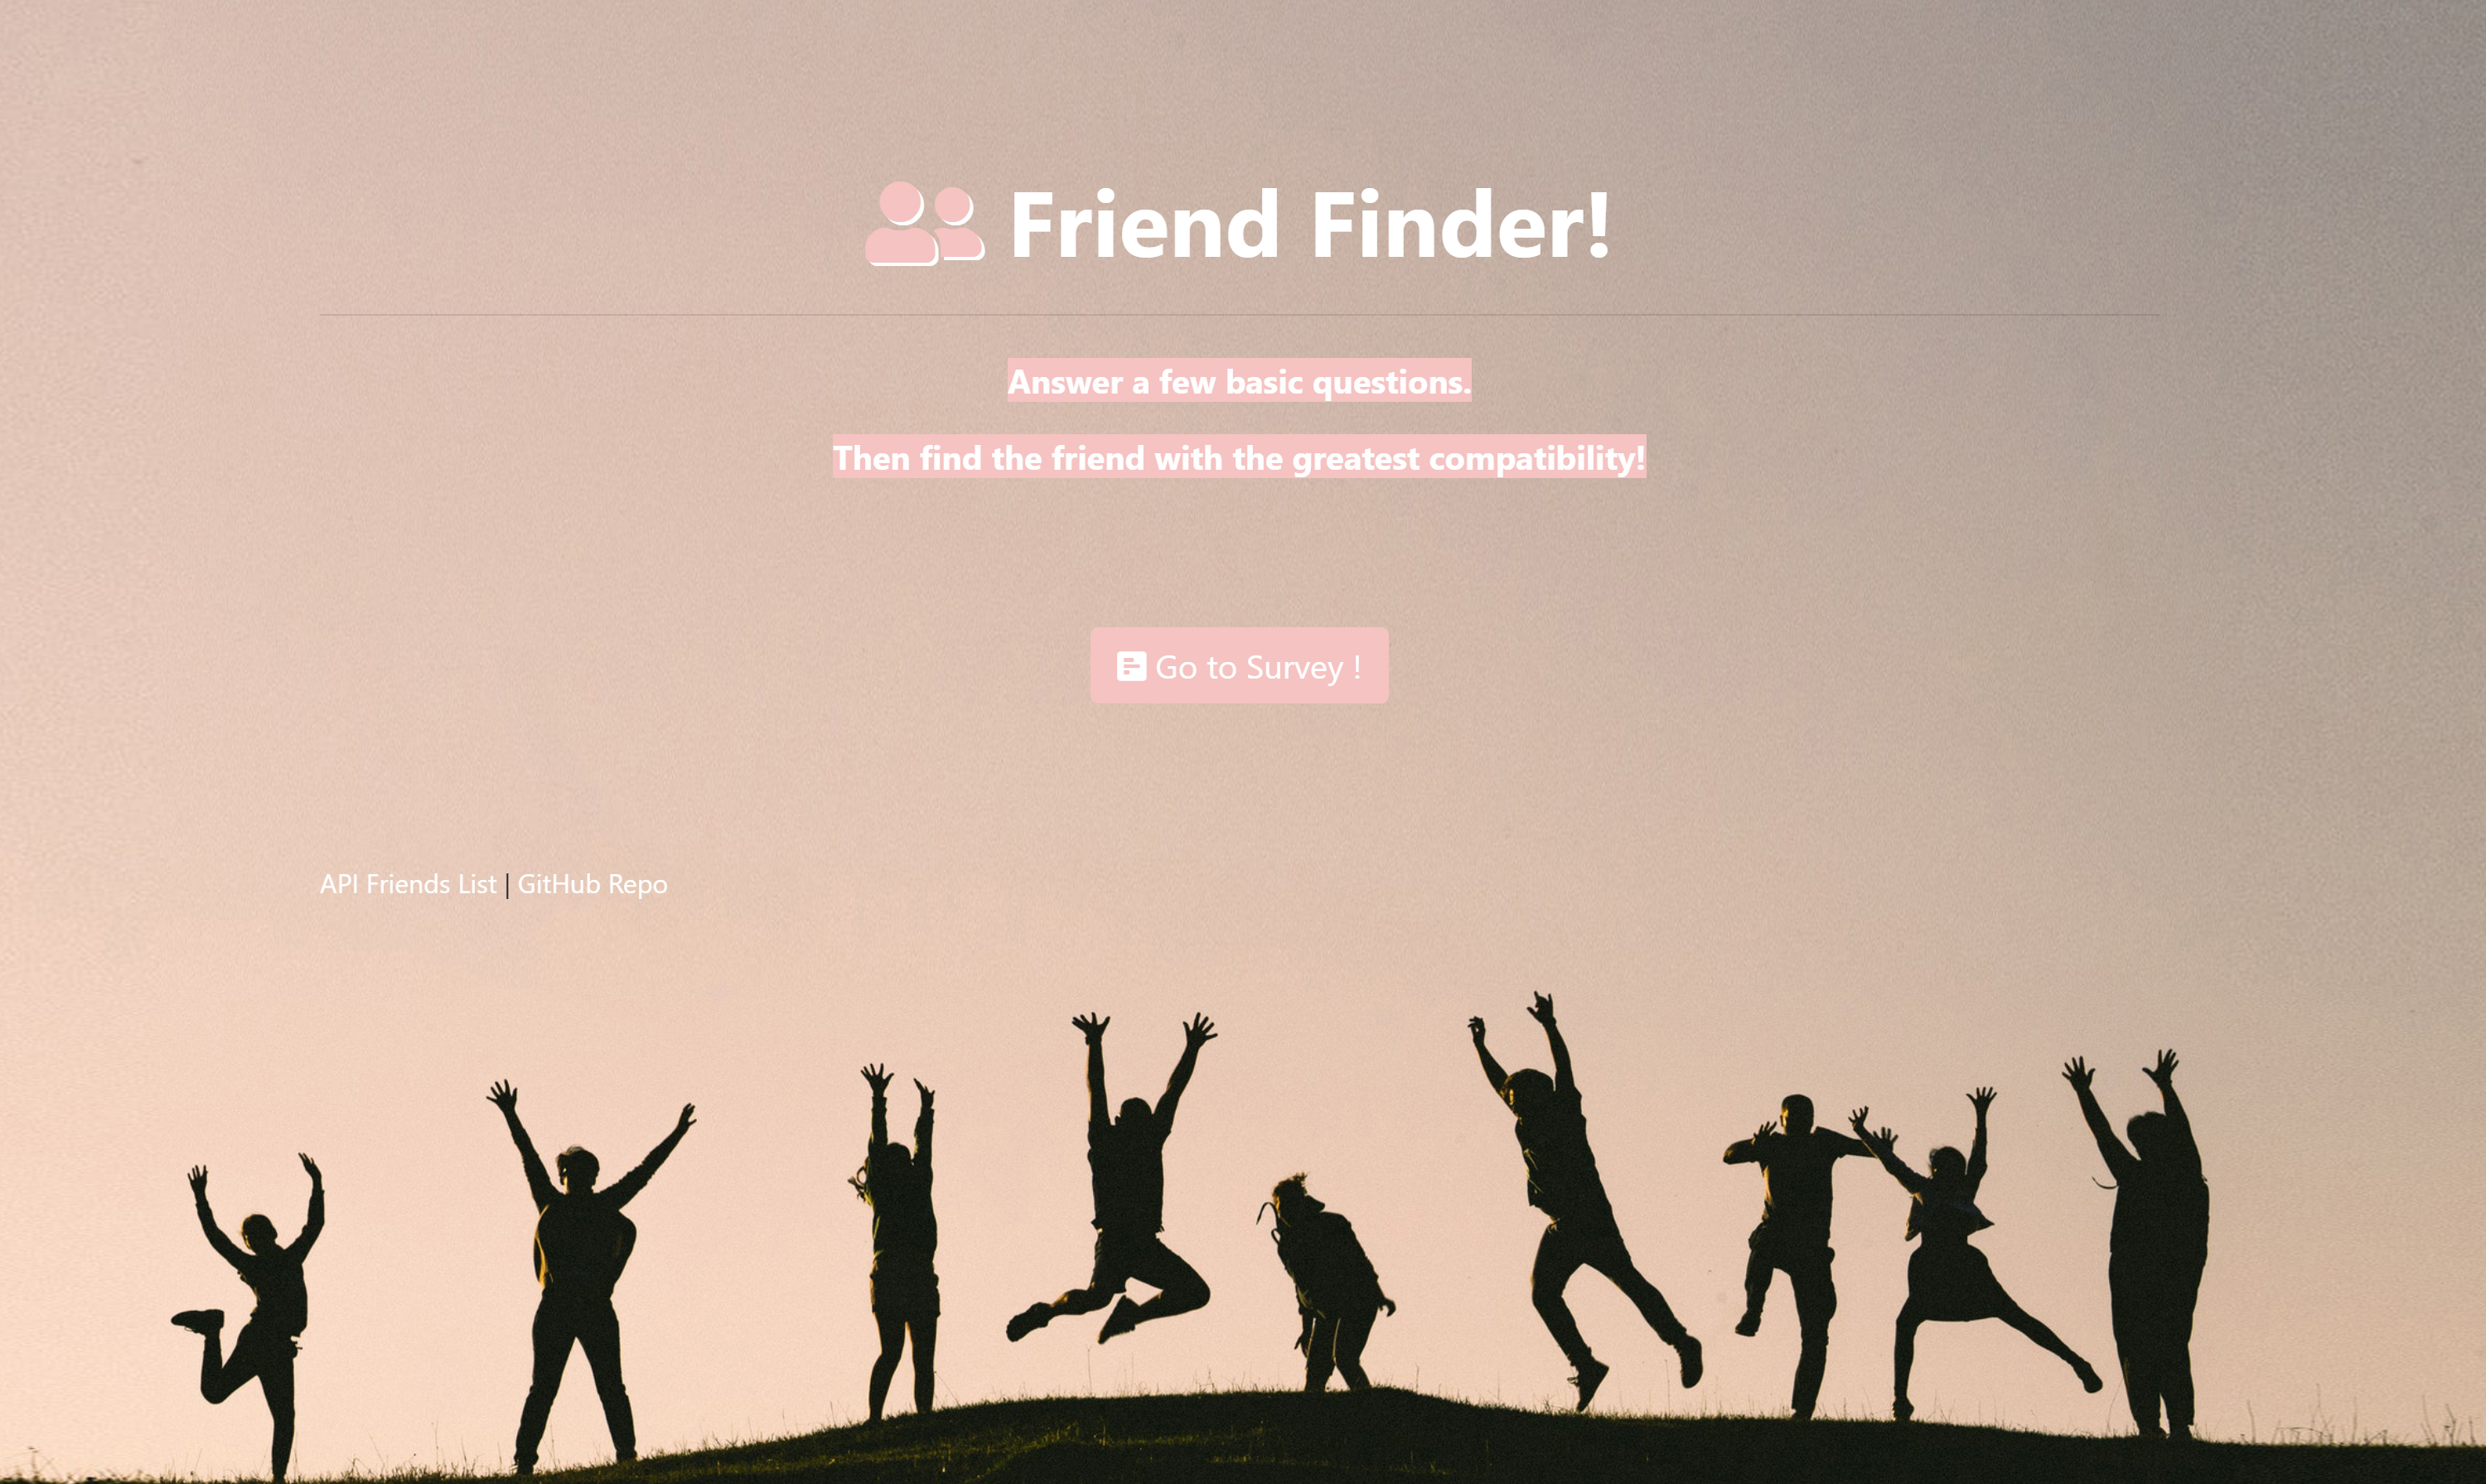 Friend Finder!
Answer a few basic questions.
Then find the friend with the greatest compatibility!
Go to Survey !
API Friends List | GitHub Repo